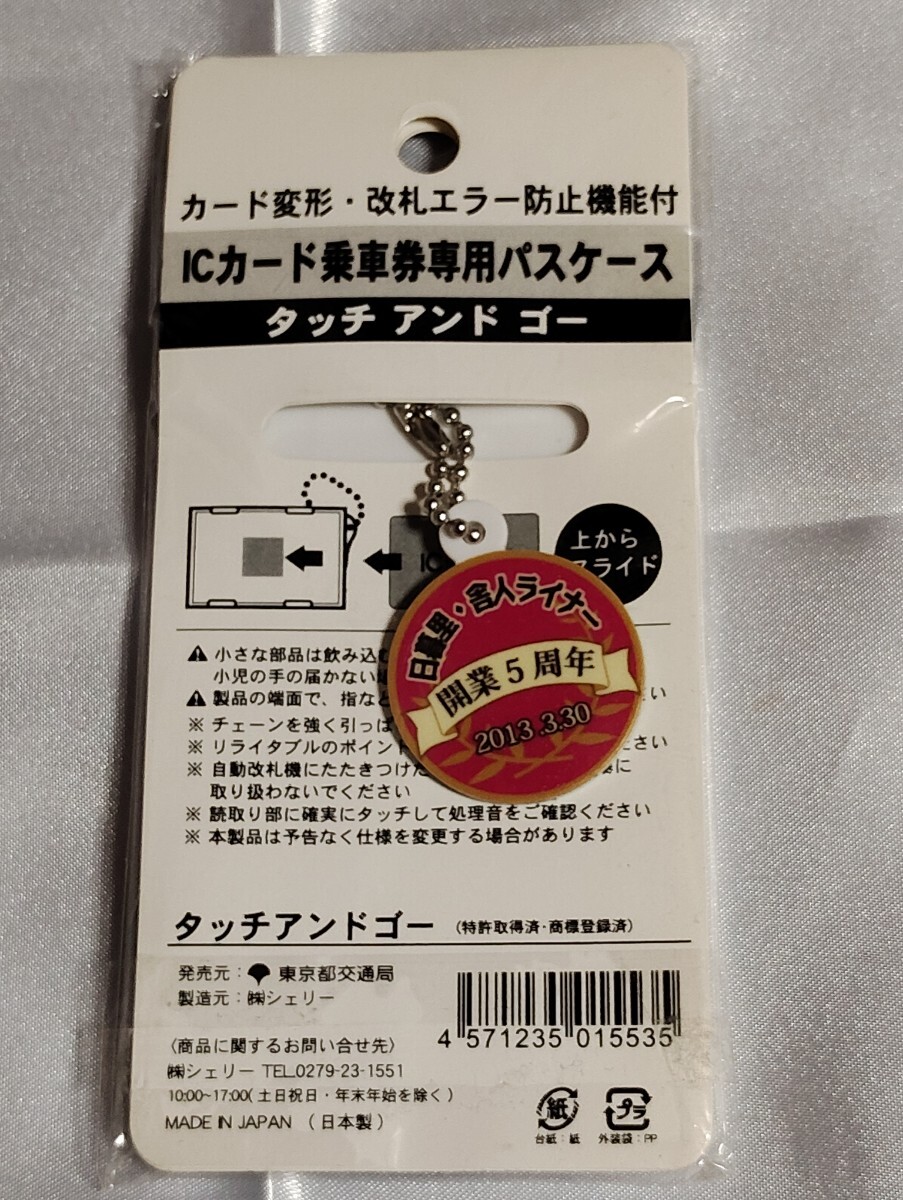 カード変形・改札エラー防止機能付
ICカード乗車券専用パスケース
タッチ アンド ゴー
IC
上から
スライド
日暮里・舎人ライナー
開業5周年
2013.3.30
⚠ 小さな部品は飲み込む
小児の手の届かない
⚠ 製品の端面で、指など
い
※ チェーンを強く引っぱ
※ リライタブルのポイント
ださい
※ 自動改札機にたたきつけた
に
取り扱わないでください
※ 読取り部に確実にタッチして処理音をご確認ください
※ 本製品は予告なく仕様を変更する場合があります
タッチアンドゴー (特許取得済・商標登録済)
発売元: 東京都交通局
製造元:㈱シェリー
4 571235 015535
〈商品に関するお問い合せ先〉
㈱シェリー TEL.0279-23-1551
10:00~17:00(土日祝日・年末年始を除く)
MADE IN JAPAN (日本製)
紙
プラ
台紙:紙
外装袋:PP